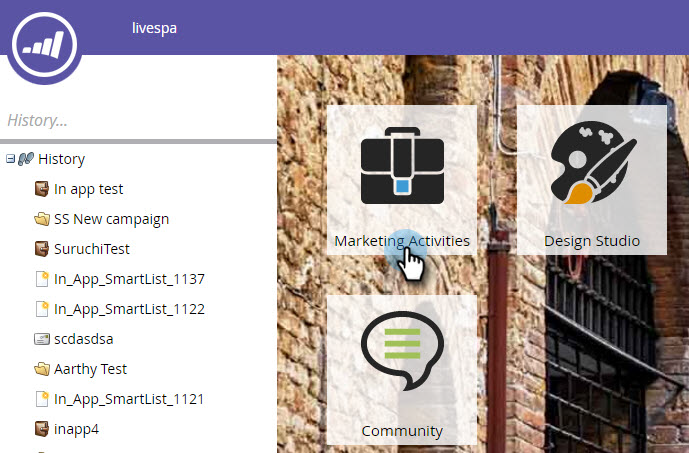 livespa
History...
History
In app test
SS New campaign
SuruchiTest
In_App_SmartList_1137
In_App_SmartList_1122
scdasdsa
Aarthy Test
In_App_SmartList_1121
inapp4
Marketing Activities
Design Studio
Community